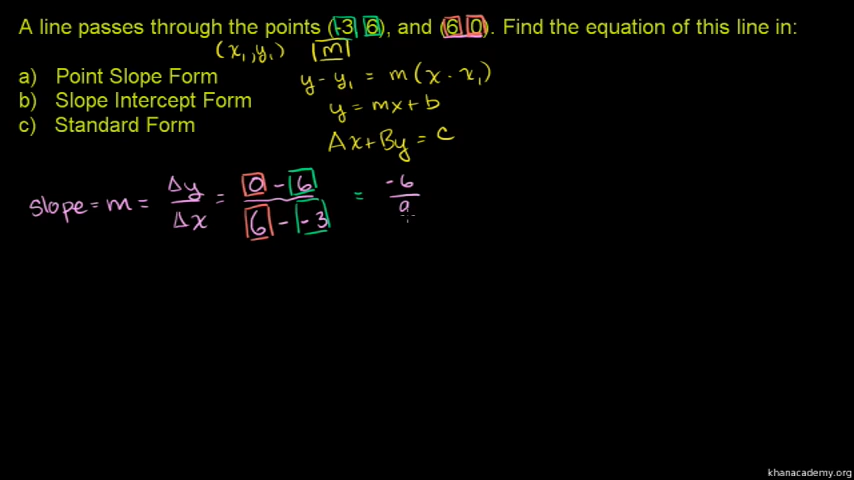 A line passes through the points (-3, 6), and (6, 0). Find the equation of this line in:
(x₁, y₁) m
a) Point Slope Form y - y₁ = m(x - x₁)
b) Slope Intercept Form y = mx + b
c) Standard Form Ax + By = C
slope = m = Δy/Δx = (0 - 6)/(6 - -3) = -6/9
khanacademy.org